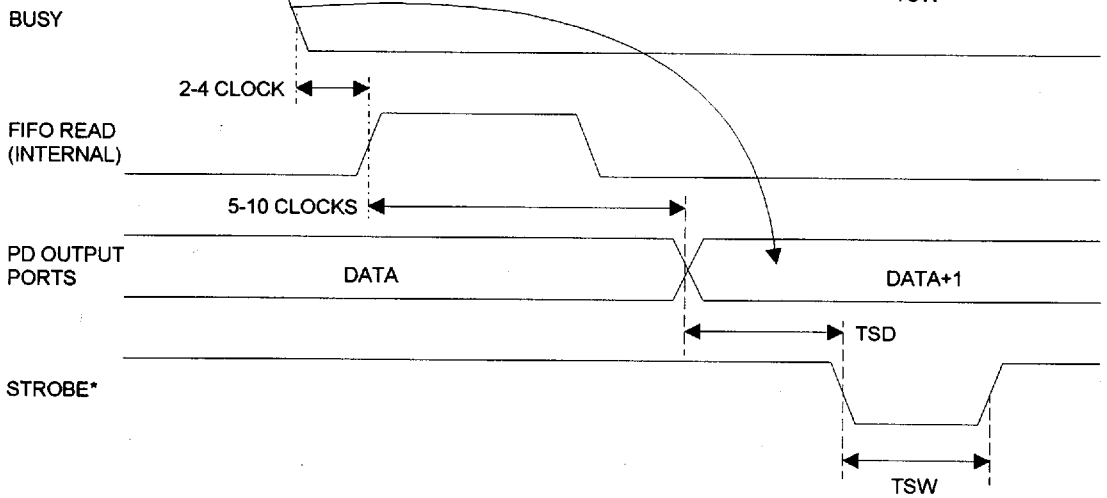 BUSY
2-4 CLOCK
FIFO READ
(INTERNAL)
5-10 CLOCKS
PD OUTPUT
PORTS
DATA
DATA+1
TSD
STROBE*
TSW